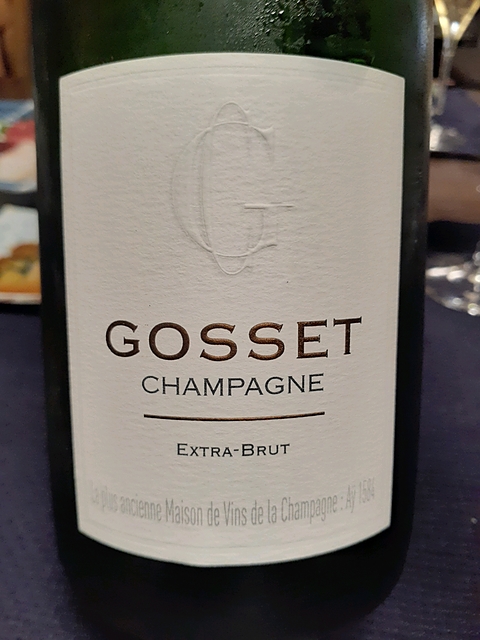 G
GOSSET
CHAMPAGNE
EXTRA-BRUT
La plus ancienne Maison de Vins de la Champagne : Aÿ 1584